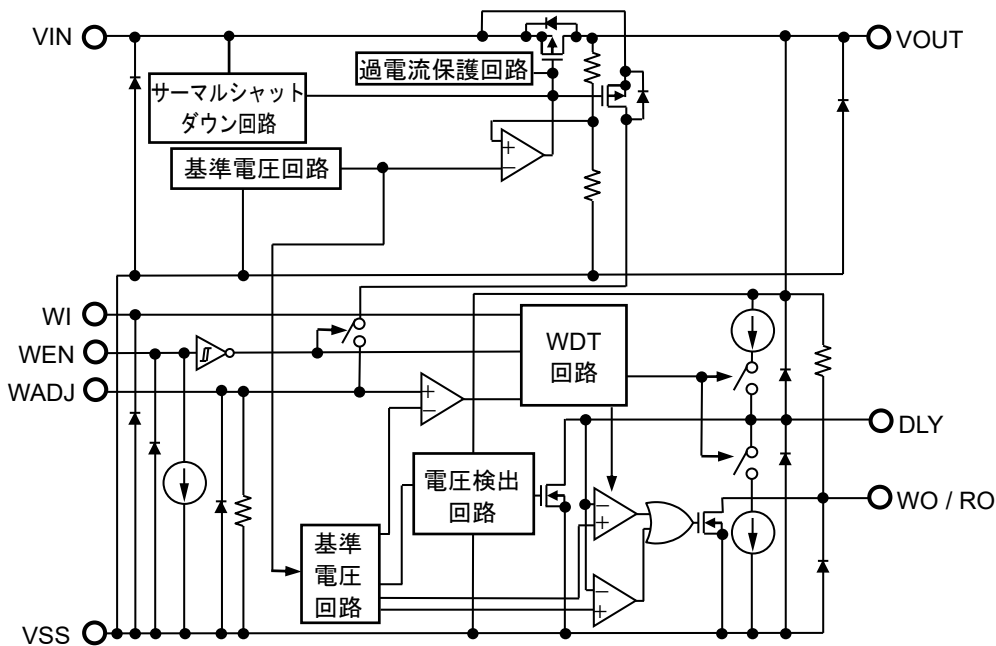 VIN
VOUT
過電流保護回路
サーマルシャット
ダウン回路
基準電圧回路
+
−
WI
WEN
WADJ
WDT
回路
+
−
DLY
電圧検出
回路
−
+
WO / RO
基準
電圧
回路
−
+
VSS